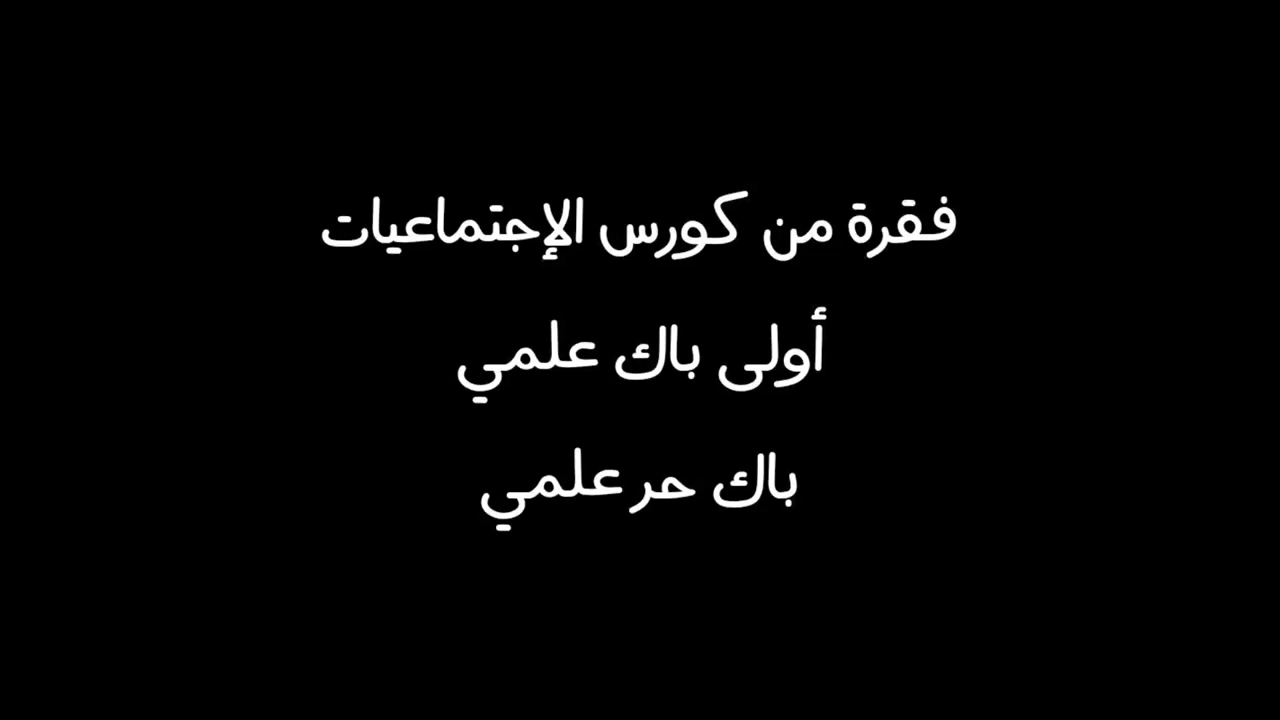 فقرة من كورس الإجتماعيات
أولى باك علمي
باك حر علمي